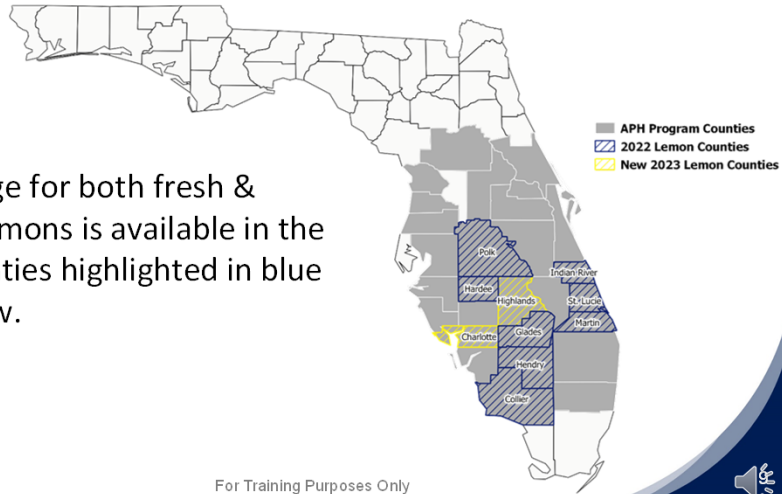 APH Program Counties
2022 Lemon Counties
New 2023 Lemon Counties
ge for both fresh &
mons is available in the
ties highlighted in blue
w.
Polk
Indian River
Hardee
Highlands
St. Lucie
Martin
Charlotte
Glades
Hendry
Collier
For Training Purposes Only